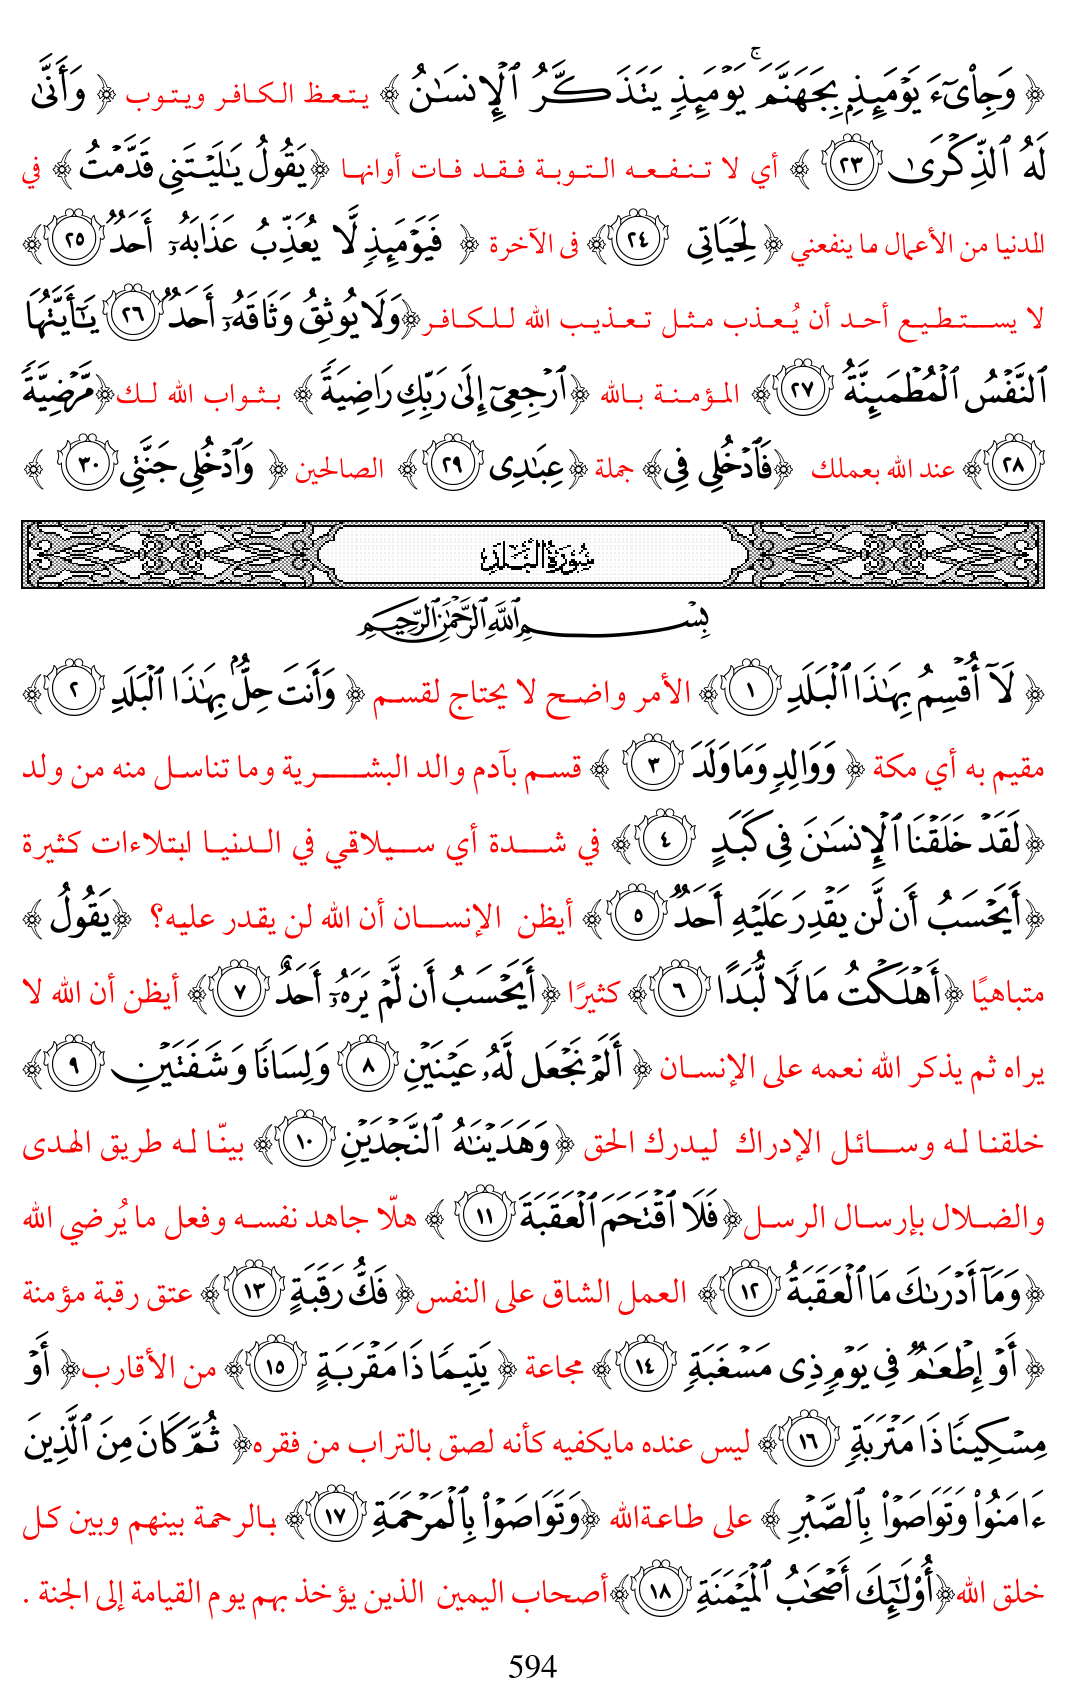 ﴿ وَجِا۟ىٓءَ يَوۡمَئِذِۭ بِجَهَنَّمَۚ يَوۡمَئِذٖ يَتَذَكَّرُ ٱلۡإِنسَٰنُ ﴾ يتعظ الكافر ويتوب ﴿ وَأَنَّىٰ
لَهُ ٱلذِّكۡرَىٰ ٢٣ ﴾ أي لا تنفعه التوبة فقد فات أوانها ﴿يَقُولُ يَٰلَيۡتَنِي قَدَّمۡتُ ﴾ في
الدنيا من الأعمال ما ينفعني ﴿ لِحَيَاتِي ٢٤ ﴾ فى الآخرة ﴿ فَيَوۡمَئِذٖ لَّا يُعَذِّبُ عَذَابَهُۥٓ أَحَدٞ ٢٥ ﴾
لا يستطيع أحد أن يُعذب مثل تعذيب الله للكافر ﴿وَلَا يُوثِقُ وَثَاقَهُۥٓ أَحَدٞ ٢٦ يَٰٓأَيَّتُهَا
ٱلنَّفۡسُ ٱلۡمُطۡمَئِنَّةُ ٢٧ ﴾ المؤمنة بالله ﴿ٱرۡجِعِيٓ إِلَىٰ رَبِّكِ رَاضِيَةٗ ﴾ بثواب الله لك ﴿مَّرۡضِيَّةٗ
٢٨ ﴾ عند الله بعملك ﴿فَٱدۡخُلِي فِي ﴾ جملة ﴿عِبَٰدِي ٢٩ ﴾ الصالحين ﴿ وَٱدۡخُلِي جَنَّتِي ٣٠ ﴾
سُورَةُ الْبَلَدِ
بِسۡمِ ٱللَّهِ ٱلرَّحۡمَٰنِ ٱلرَّحِيمِ
﴿ لَآ أُقۡسِمُ بِهَٰذَا ٱلۡبَلَدِ ١ ﴾ الأمر واضح لا يحتاج لقسم ﴿ وَأَنتَ حِلُّۢ بِهَٰذَا ٱلۡبَلَدِ ٢ ﴾
مقيم به أي مكة ﴿ وَوَالِدٖ وَمَا وَلَدَ ٣ ﴾ قسم بآدم والد البشرية وما تناسل منه من ولد
﴿لَقَدۡ خَلَقۡنَا ٱلۡإِنسَٰنَ فِي كَبَدٍ ٤ ﴾ في شدة أي سيلاقي في الدنيا ابتلاءات كثيرة
﴿أَيَحۡسَبُ أَن لَّن يَقۡدِرَ عَلَيۡهِ أَحَدٞ ٥ ﴾ أيظن الإنسان أن الله لن يقدر عليه؟ ﴿يَقُولُ ﴾
متباهيًا ﴿أَهۡلَكۡتُ مَالٗا لُّبَدًا ٦ ﴾ كثيرًا ﴿أَيَحۡسَبُ أَن لَّمۡ يَرَهُۥٓ أَحَدٌ ٧ ﴾ أيظن أن الله لا
يراه ثم يذكر الله نعمه على الإنسان ﴿ أَلَمۡ نَجۡعَل لَّهُۥ عَيۡنَيۡنِ ٨ وَلِسَانٗا وَشَفَتَيۡنِ ٩ ﴾
خلقنا له وسائل الإدراك ليدرك الحق ﴿وَهَدَيۡنَٰهُ ٱلنَّجۡدَيۡنِ ١٠ ﴾ بينّا له طريق الهدى
والضلال بإرسال الرسل ﴿فَلَا ٱقۡتَحَمَ ٱلۡعَقَبَةَ ١١ ﴾ هلّا جاهد نفسه وفعل ما يُرضي الله
﴿وَمَآ أَدۡرَىٰكَ مَا ٱلۡعَقَبَةُ ١٢ ﴾ العمل الشاق على النفس ﴿ فَكُّ رَقَبَةٍ ١٣ ﴾ عتق رقبة مؤمنة
﴿ أَوۡ إِطۡعَٰمٞ فِي يَوۡمٖ ذِي مَسۡغَبَةٖ ١٤ ﴾ مجاعة ﴿ يَتِيمٗا ذَا مَقۡرَبَةٍ ١٥ ﴾ من الأقارب ﴿ أَوۡ
مِسۡكِينٗا ذَا مَتۡرَبَةٖ ١٦ ﴾ ليس عنده مايكفيه كأنه لصق بالتراب من فقره ﴿ ثُمَّ كَانَ مِنَ ٱلَّذِينَ
ءَامَنُواْ وَتَوَاصَوۡاْ بِٱلصَّبۡرِ ﴾ على طاعةالله ﴿وَتَوَاصَوۡاْ بِٱلۡمَرۡحَمَةِ ١٧ ﴾ بالرحمة بينهم وبين كل
خلق الله ﴿أُوْلَٰٓئِكَ أَصۡحَٰبُ ٱلۡمَيۡمَنَةِ ١٨ ﴾ أصحاب اليمين الذين يؤخذ بهم يوم القيامة إلى الجنة .
594